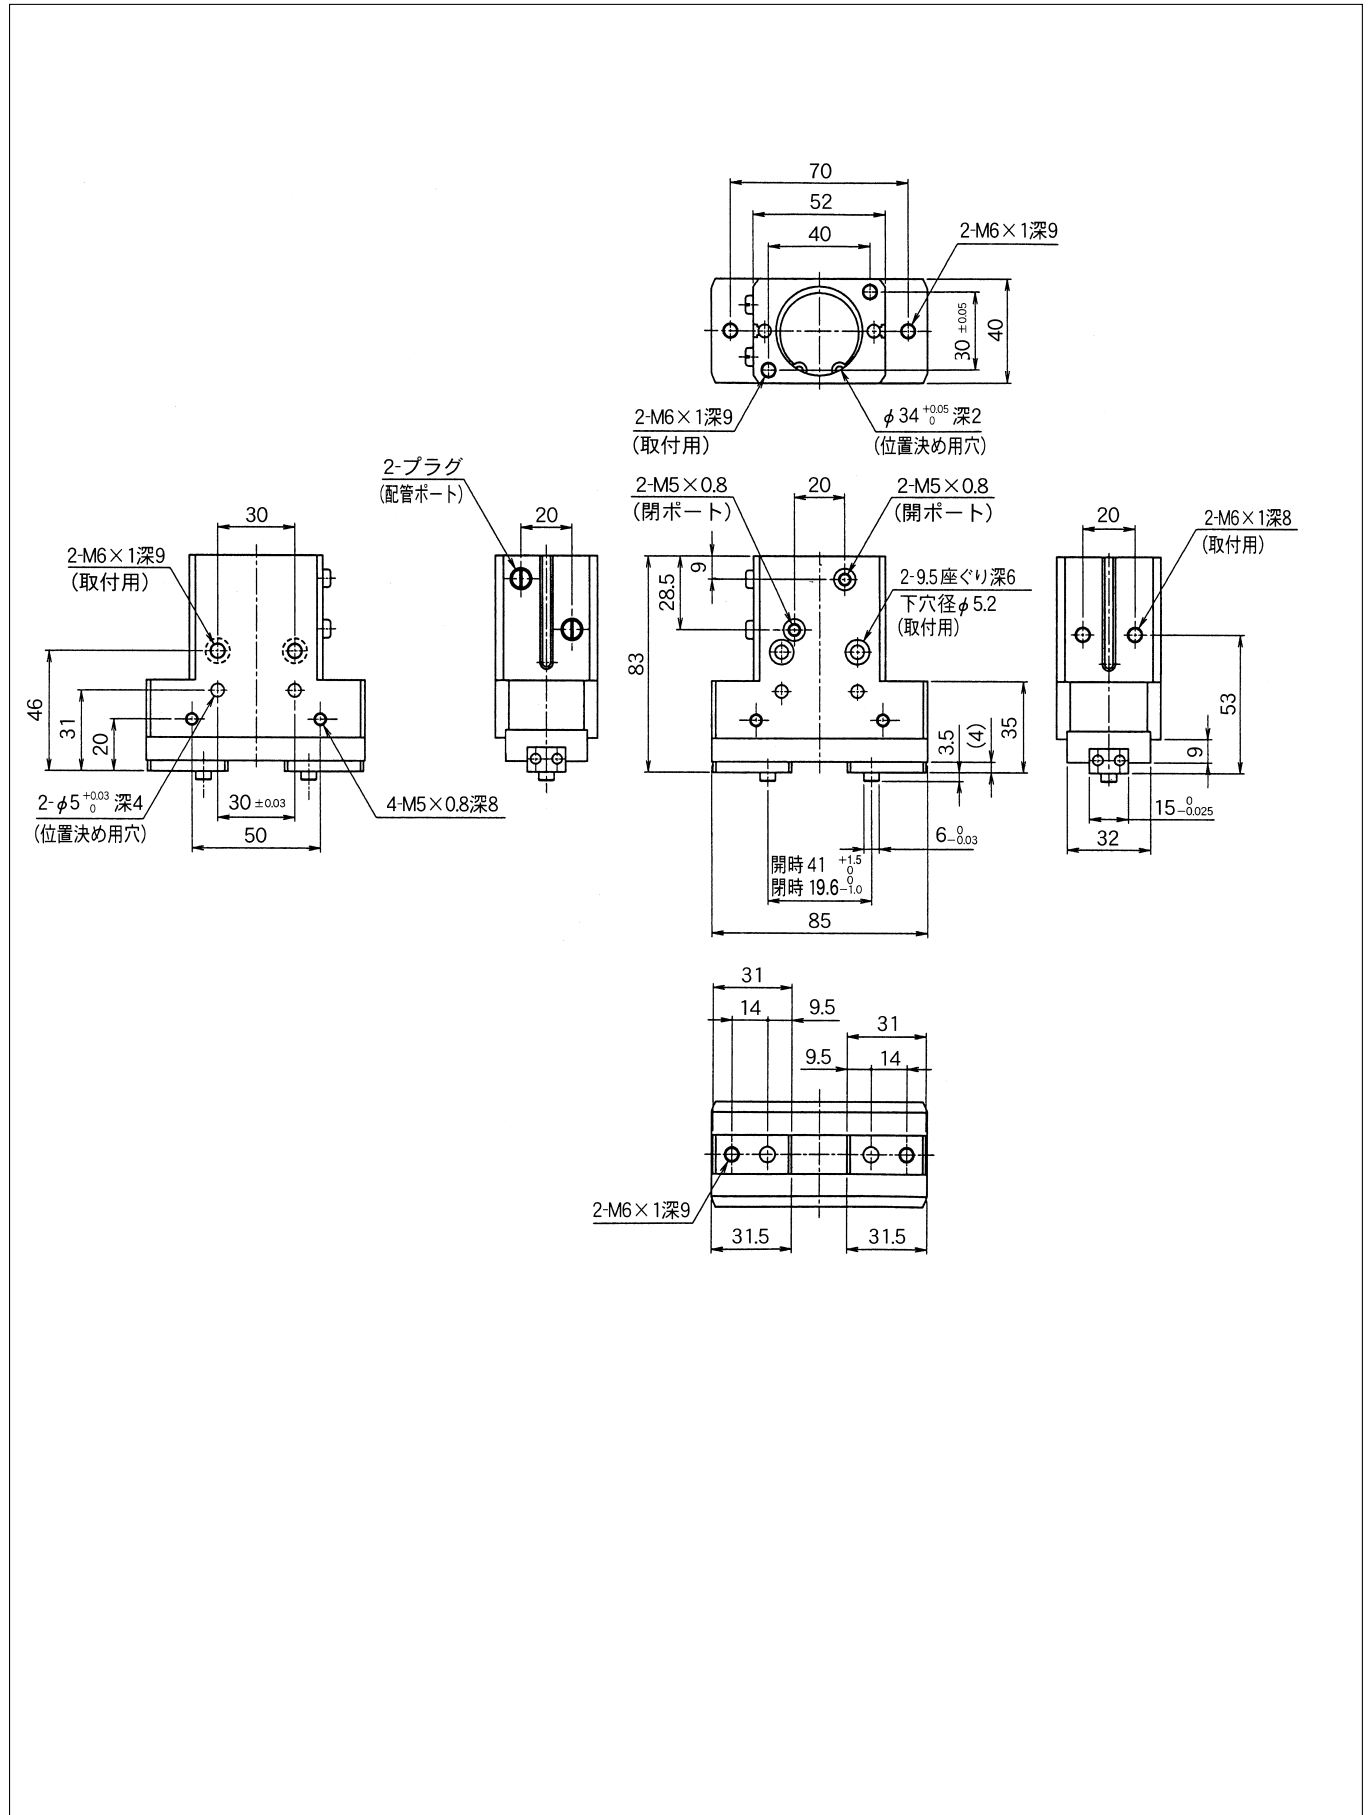 70
52
40
2-M6×1深9
30 ±0.05
40
2-M6×1深9
(取付用)
φ34 +0.05 0 深2
(位置決め用穴)
30
2-M6×1深9
(取付用)
46
31
20
2-φ5 +0.03 0 深4
(位置決め用穴)
30 ±0.03
50
4-M5×0.8深8
2-プラグ
(配管ポート)
20
2-M5×0.8
(閉ポート)
20
2-M5×0.8
(開ポート)
9
28.5
83
2-9.5座ぐり深6
下穴径φ5.2
(取付用)
3.5
(4)
35
6 0 -0.03
開時 41 +1.5 0
閉時 19.6 0 -1.0
85
20
2-M6×1深8
(取付用)
53
9
15 0 -0.025
32
31
14
9.5
31
9.5
14
2-M6×1深9
31.5
31.5